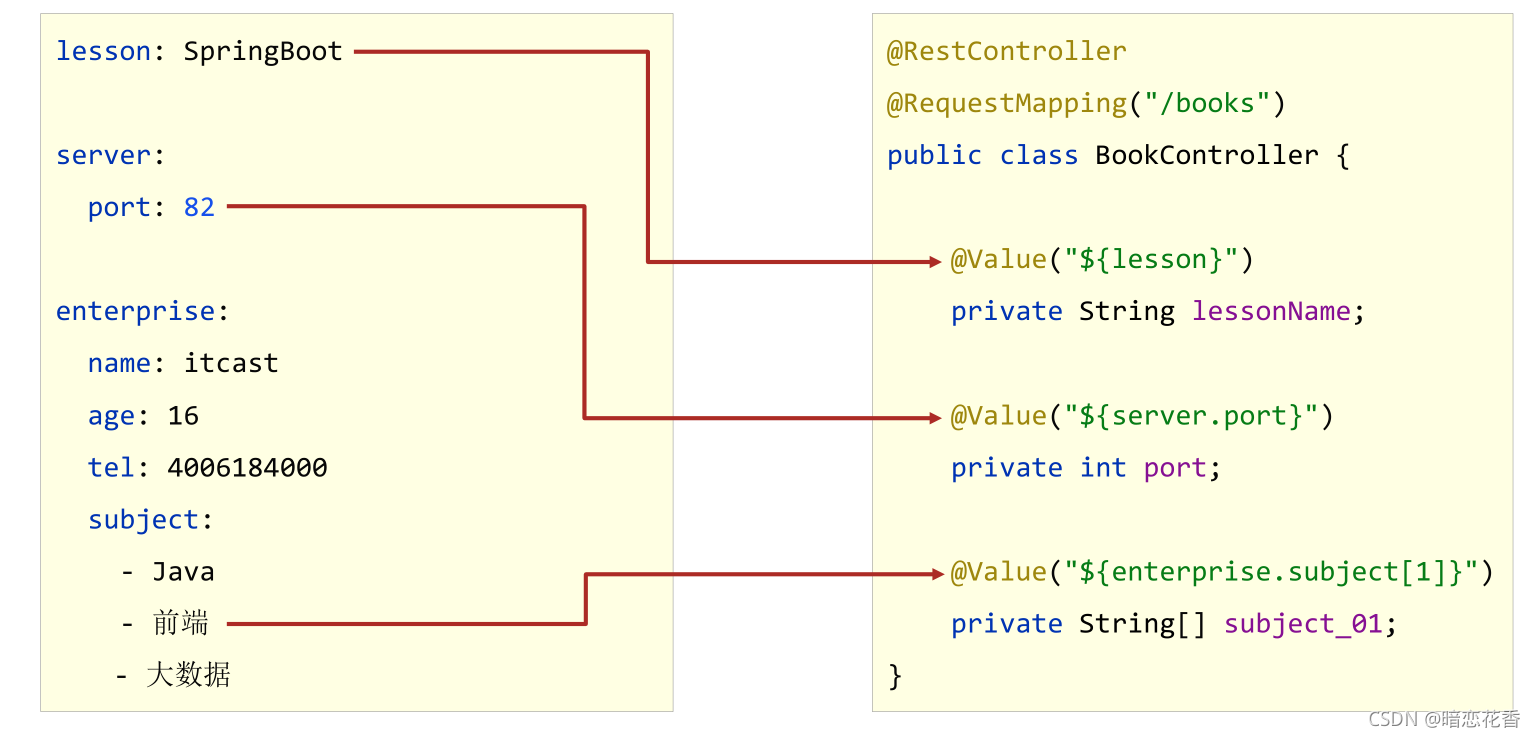 lesson: SpringBoot
server:
port: 82
enterprise:
name: itcast
age: 16
tel: 4006184000
subject:
- Java
- 前端
- 大数据
@RestController
@RequestMapping("/books")
public class BookController {
@Value("${lesson}")
private String lessonName;
@Value("${server.port}")
private int port;
@Value("${enterprise.subject[1]}")
private String[] subject_01;
}
CSDN @暗恋花香